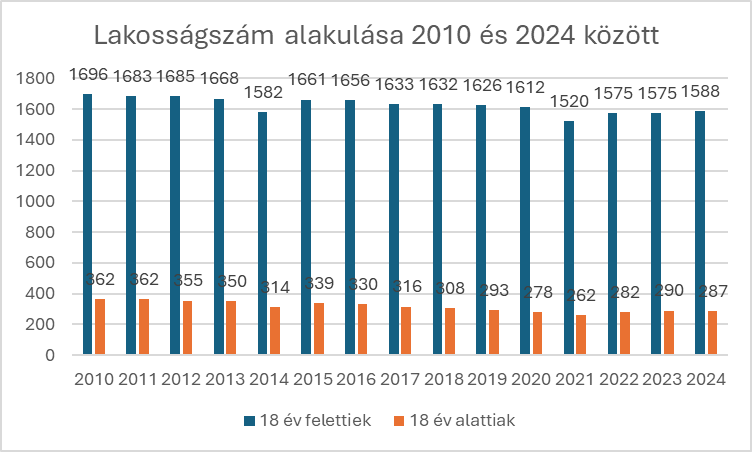 Lakosságszám alakulása 2010 és 2024 között
1800
1600
1400
1200
1000
800
600
400
200
0
1696 1683 1685 1668 1582 1661 1656 1633 1632 1626 1612 1520 1575 1575 1588
362 362 355 350 314 339 330 316 308 293 278 262 282 290 287
2010 2011 2012 2013 2014 2015 2016 2017 2018 2019 2020 2021 2022 2023 2024
18 év felettiek 18 év alattiak